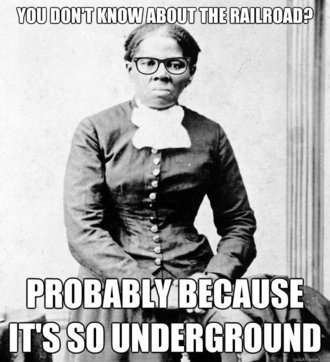 YOU DON'T KNOW ABOUT THE RAILROAD?
PROBABLY BECAUSE
IT'S SO UNDERGROUND